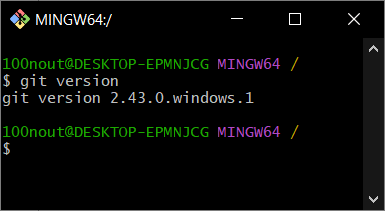 MINGW64:/
100nout@DESKTOP-EPMNJCG MINGW64 /
$ git version
git version 2.43.0.windows.1
100nout@DESKTOP-EPMNJCG MINGW64 /
$